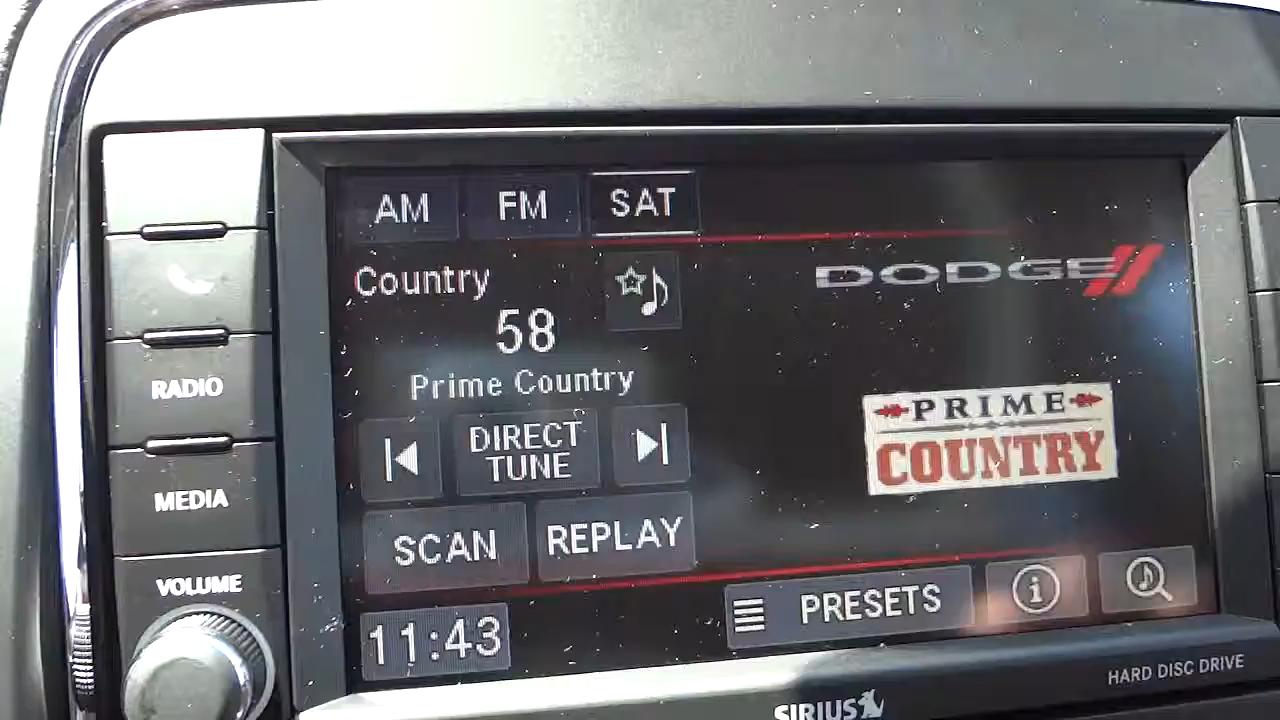 AM FM SAT
Country
58
Prime Country
DIRECT
TUNE
SCAN REPLAY
11:43
PRESETS
DODGE
PRIME
COUNTRY
RADIO
MEDIA
VOLUME
HARD DISC DRIVE
SIRIUS